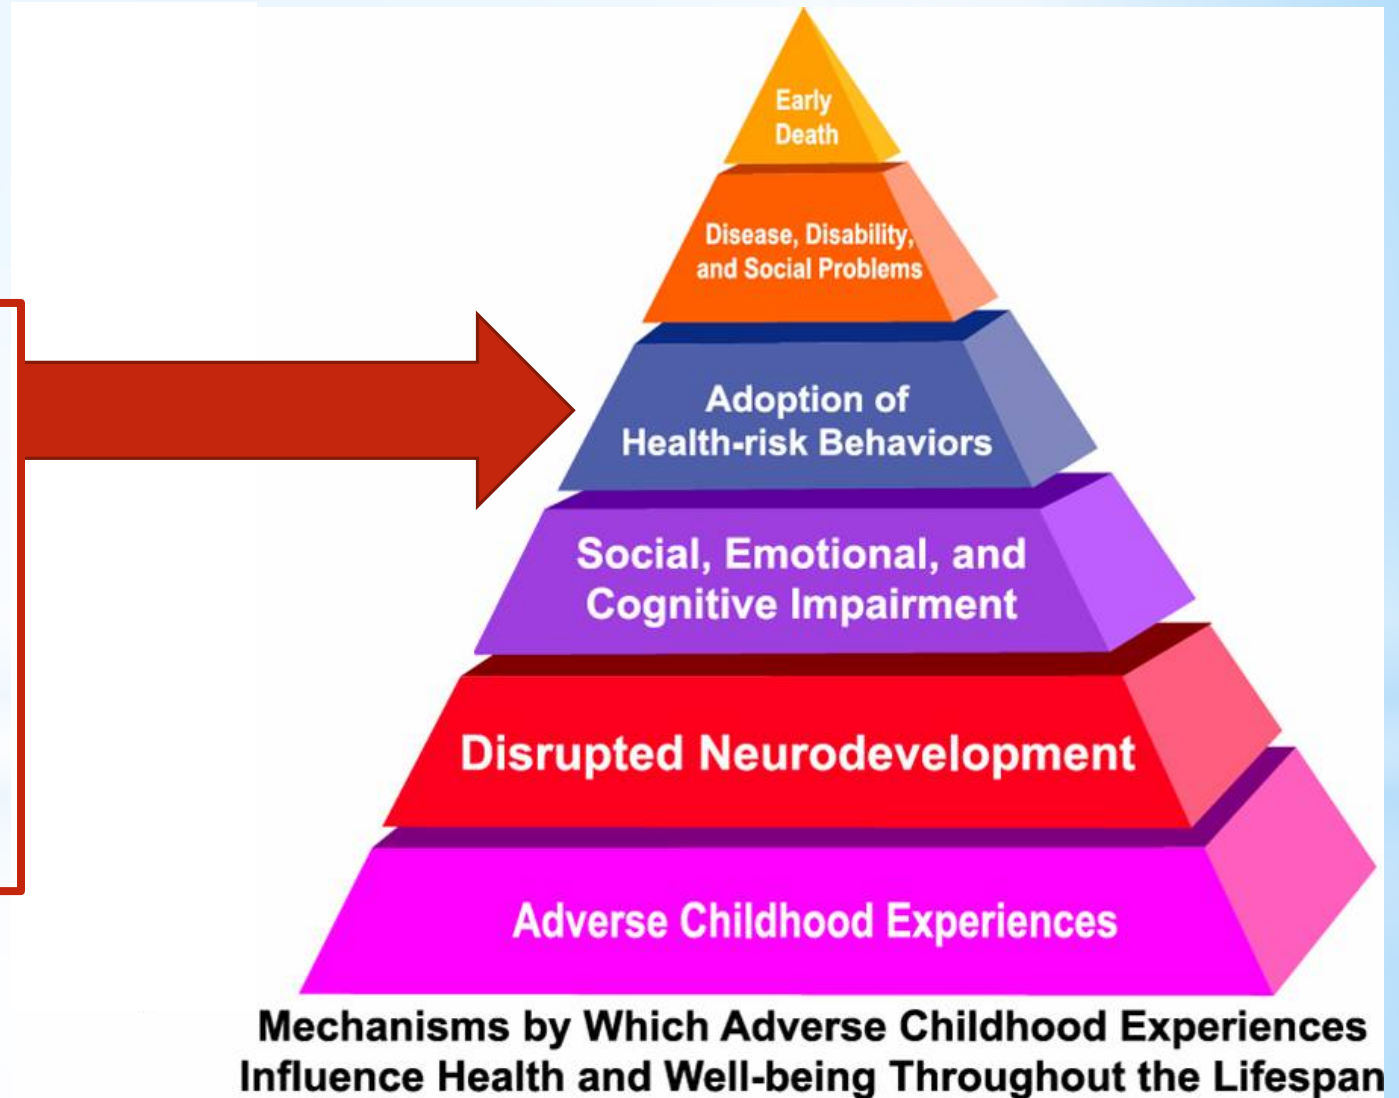 Early
Death
Disease, Disability,
and Social Problems
Adoption of
Health-risk Behaviors
Social, Emotional, and
Cognitive Impairment
Disrupted Neurodevelopment
Adverse Childhood Experiences
Mechanisms by Which Adverse Childhood Experiences
Influence Health and Well-being Throughout the Lifespan